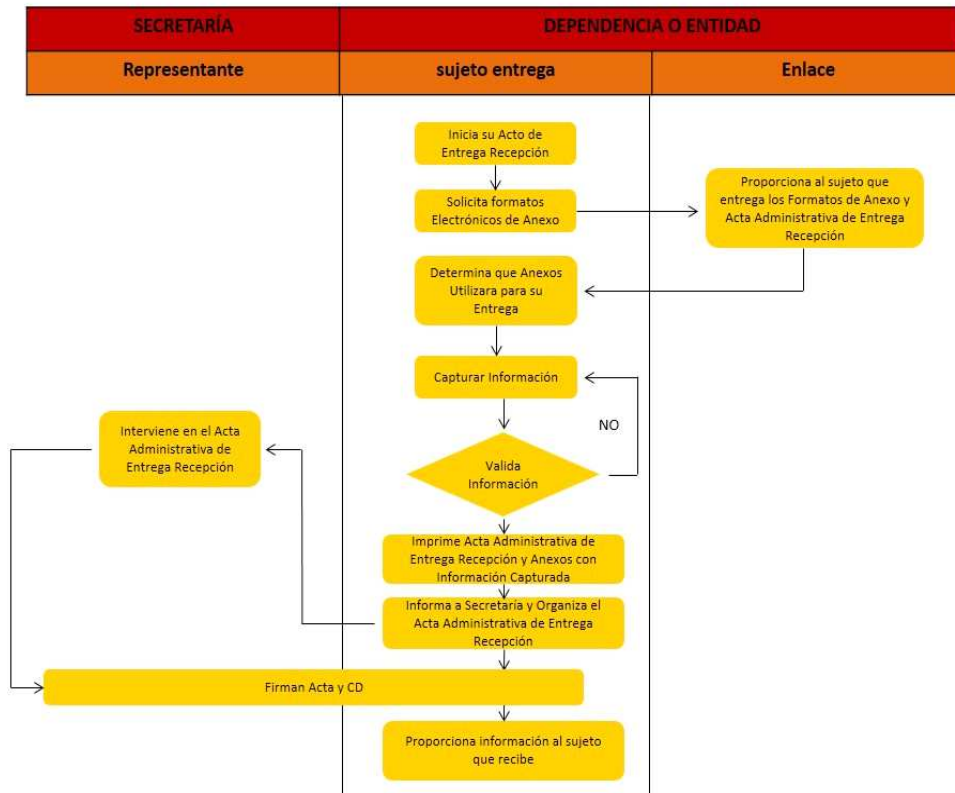 SECRETARÍA
DEPENDENCIA O ENTIDAD
Representante
sujeto entrega
Enlace
Inicia su Acto de
Entrega Recepción
Solicita formatos
Electrónicos de Anexo
Proporciona al sujeto que
entrega los Formatos de Anexo y
Acta Administrativa de Entrega
Recepción
Determina que Anexos
Utilizara para su
Entrega
Capturar Información
NO
Valida
Información
Interviene en el Acta
Administrativa de
Entrega Recepción
Imprime Acta Administrativa de
Entrega Recepción y Anexos con
Información Capturada
Informa a Secretaría y Organiza el
Acta Administrativa de Entrega
Recepción
Firman Acta y CD
Proporciona información al sujeto
que recibe